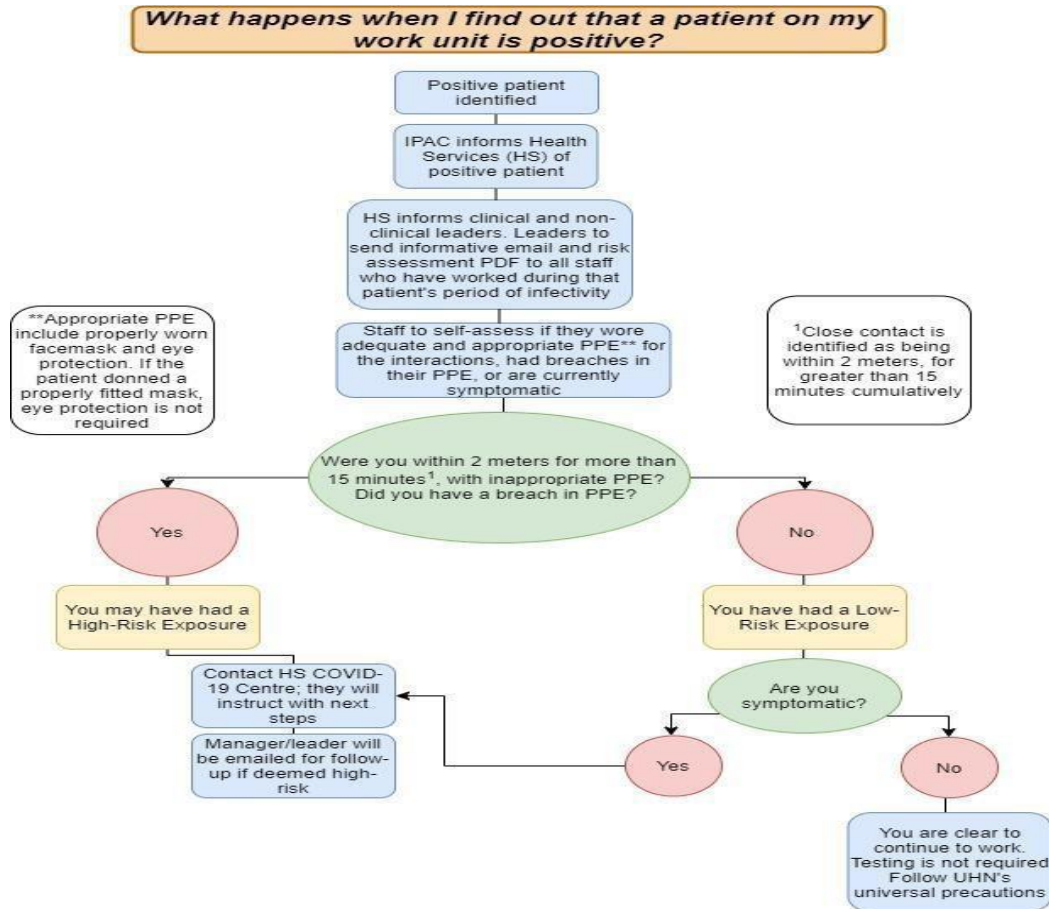 What happens when I find out that a patient on my
work unit is positive?
Positive patient
identified
IPAC informs Health
Services (HS) of
positive patient
HS informs clinical and non-
clinical leaders. Leaders to
send informative email and risk
assessment PDF to all staff
who have worked during that
patient's period of infectivity
**Appropriate PPE
include properly worn
facemask and eye
protection. If the
patient donned a
properly fitted mask,
eye protection is not
required
Staff to self-assess if they wore
adequate and appropriate PPE** for
the interactions, had breaches in
their PPE, or are currently
symptomatic
¹Close contact is
identified as being
within 2 meters, for
greater than 15
minutes cumulatively
Were you within 2 meters for more than
15 minutes¹, with inappropriate PPE?
Did you have a breach in PPE?
Yes
No
You may have had a
High-Risk Exposure
You have had a Low-
Risk Exposure
Contact HS COVID-
19 Centre; they will
instruct with next
steps
Are you
symptomatic?
Manager/leader will
be emailed for follow-
up if deemed high-
risk
Yes
No
You are clear to
continue to work.
Testing is not required
Follow UHN's
universal precautions